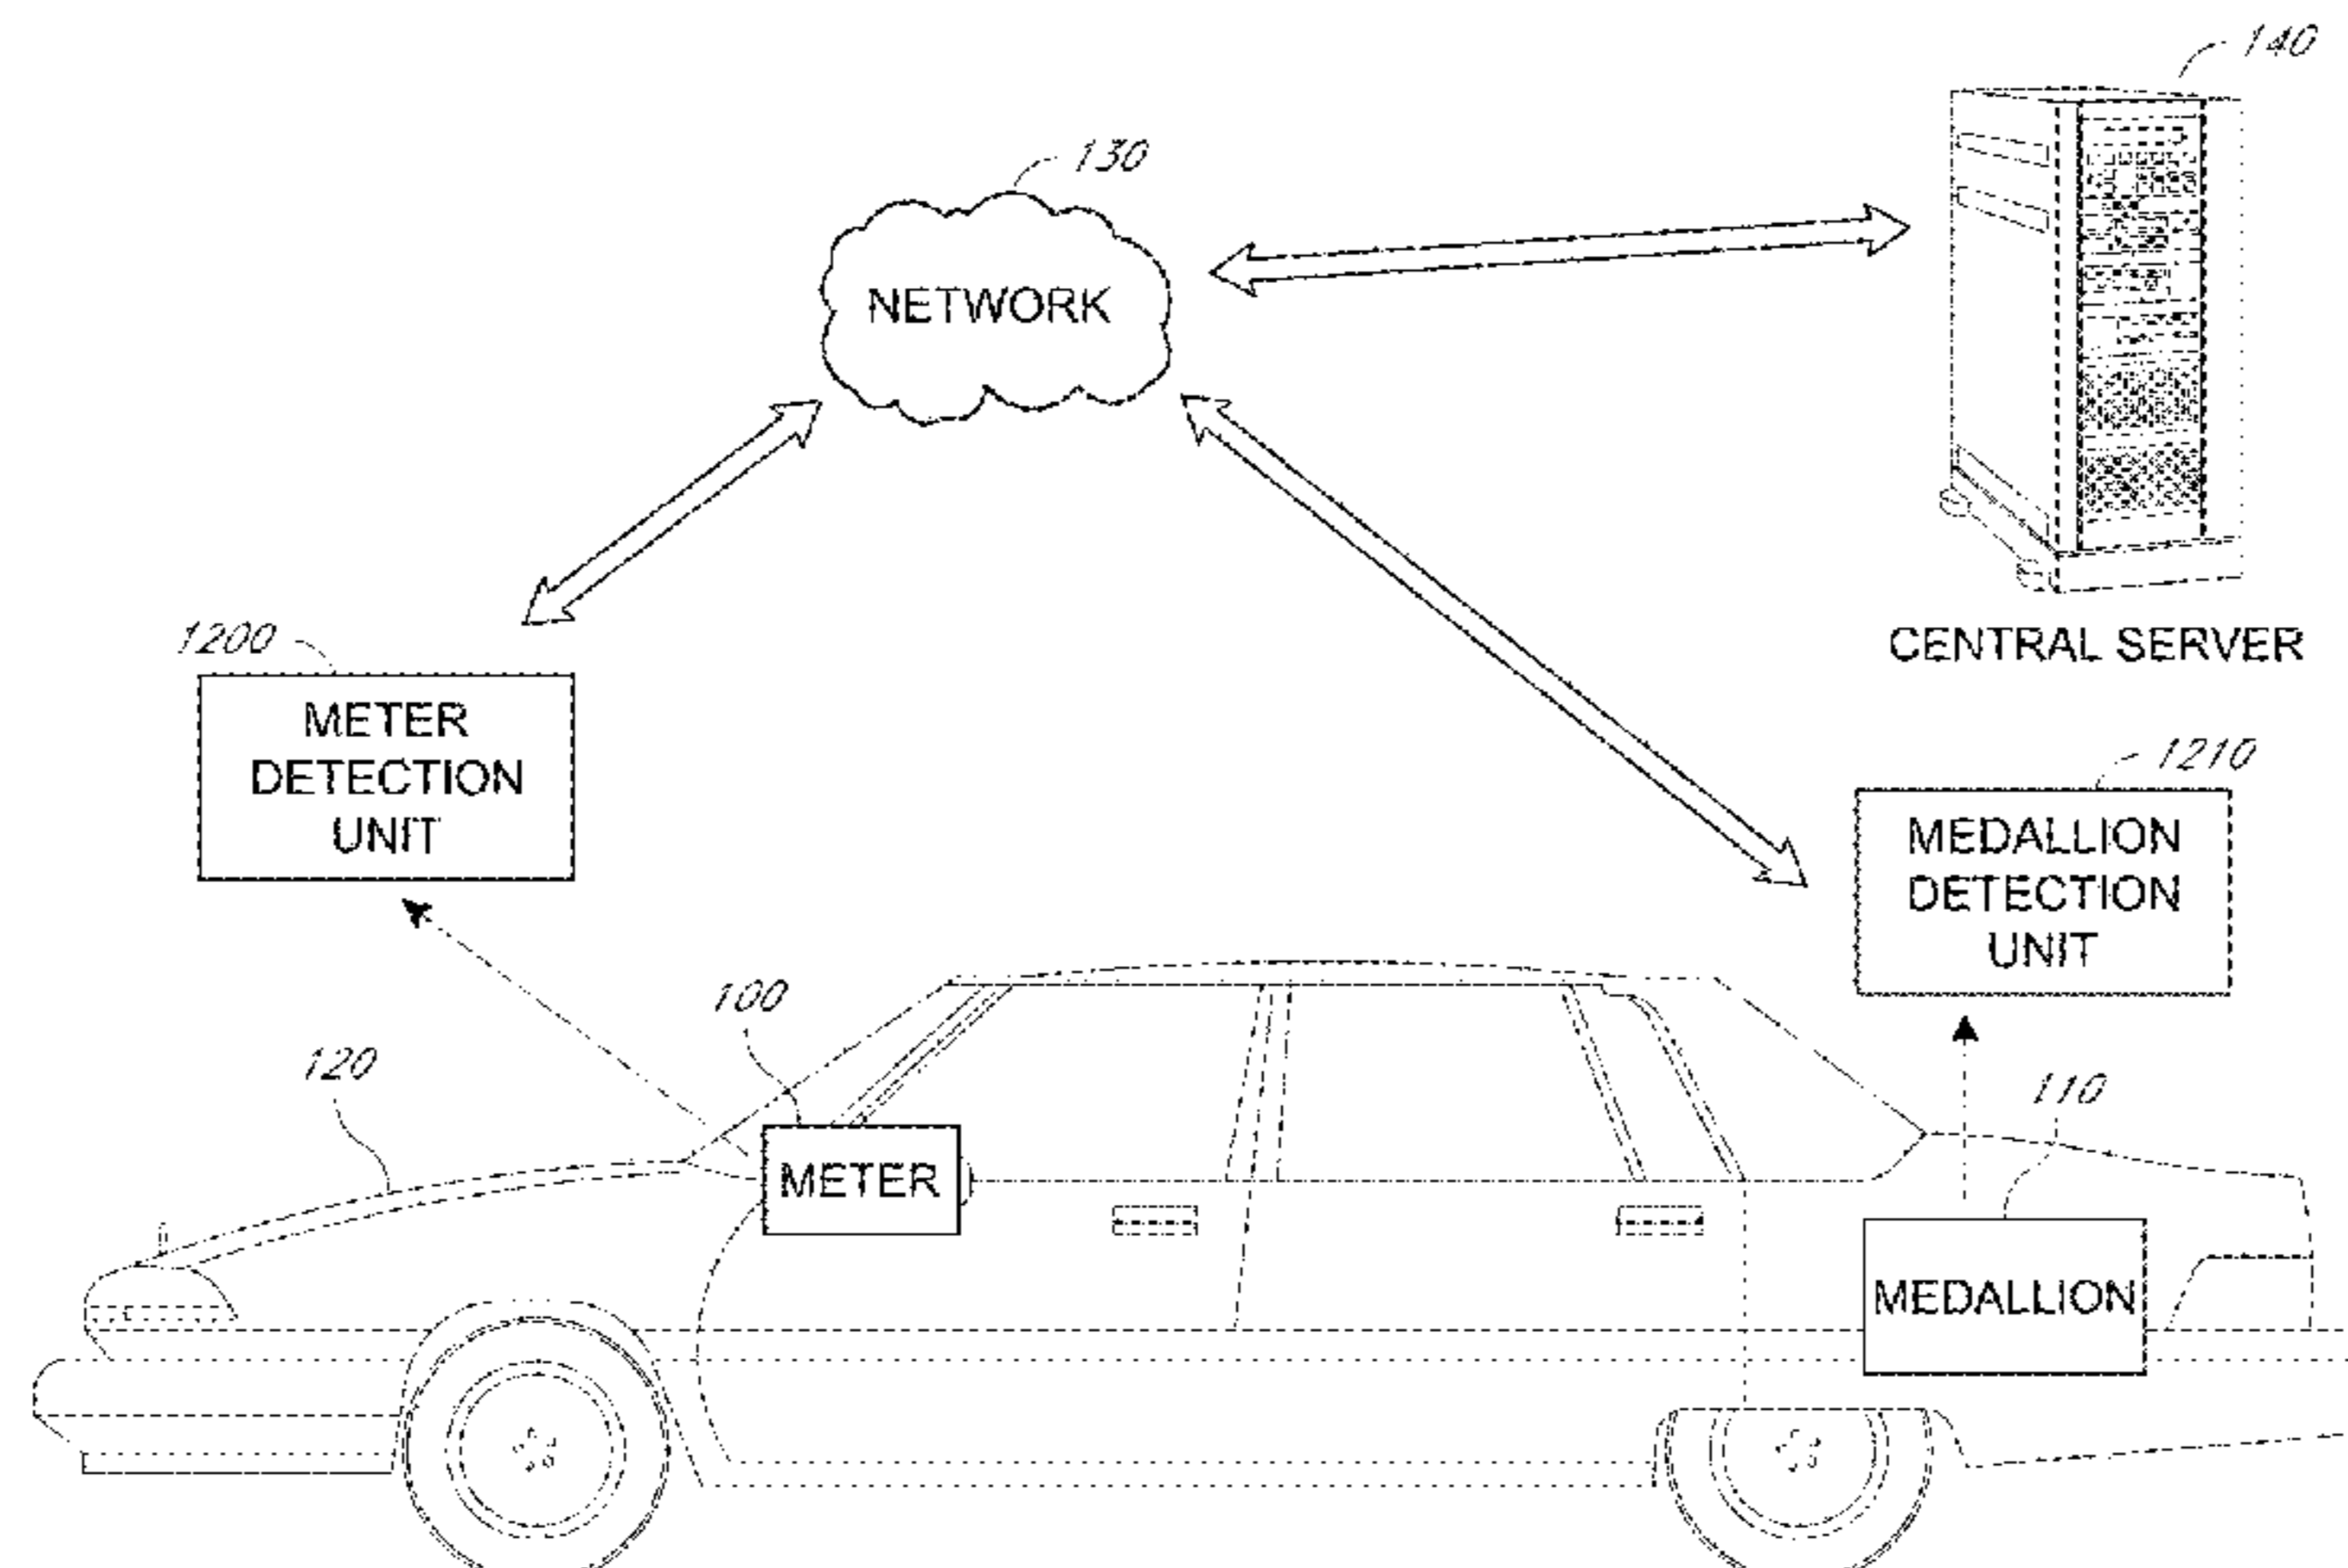 140
130
NETWORK
1200
CENTRAL SERVER
METER
DETECTION
UNIT
1210
MEDALLION
DETECTION
UNIT
100
120
110
METER
MEDALLION